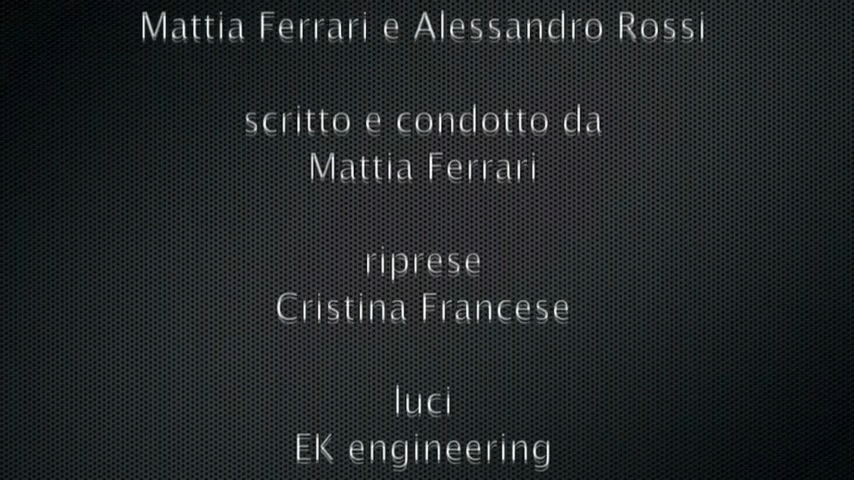 Mattia Ferrari e Alessandro Rossi
scritto e condotto da
Mattia Ferrari
riprese
Cristina Francese
luci
EK engineering